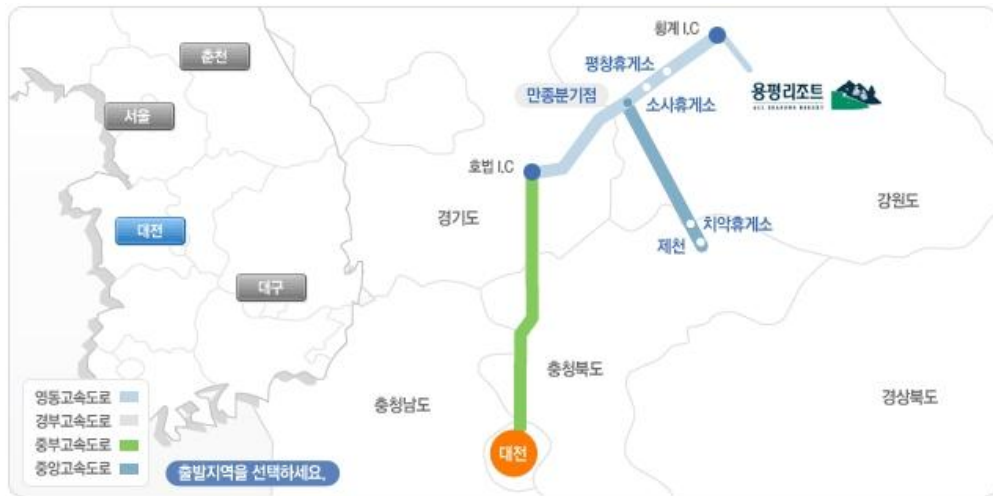 춘천
서울
대전
대구
영동고속도로
경부고속도로
중부고속도로
중앙고속도로
출발지역을 선택하세요.
횡계 I.C
평창휴게소
만종분기점
소사휴게소
용평리조트
ALL SEASONS RESORT
호법 I.C
경기도
강원도
치악휴게소
제천
충청북도
충청남도
경상북도
대전